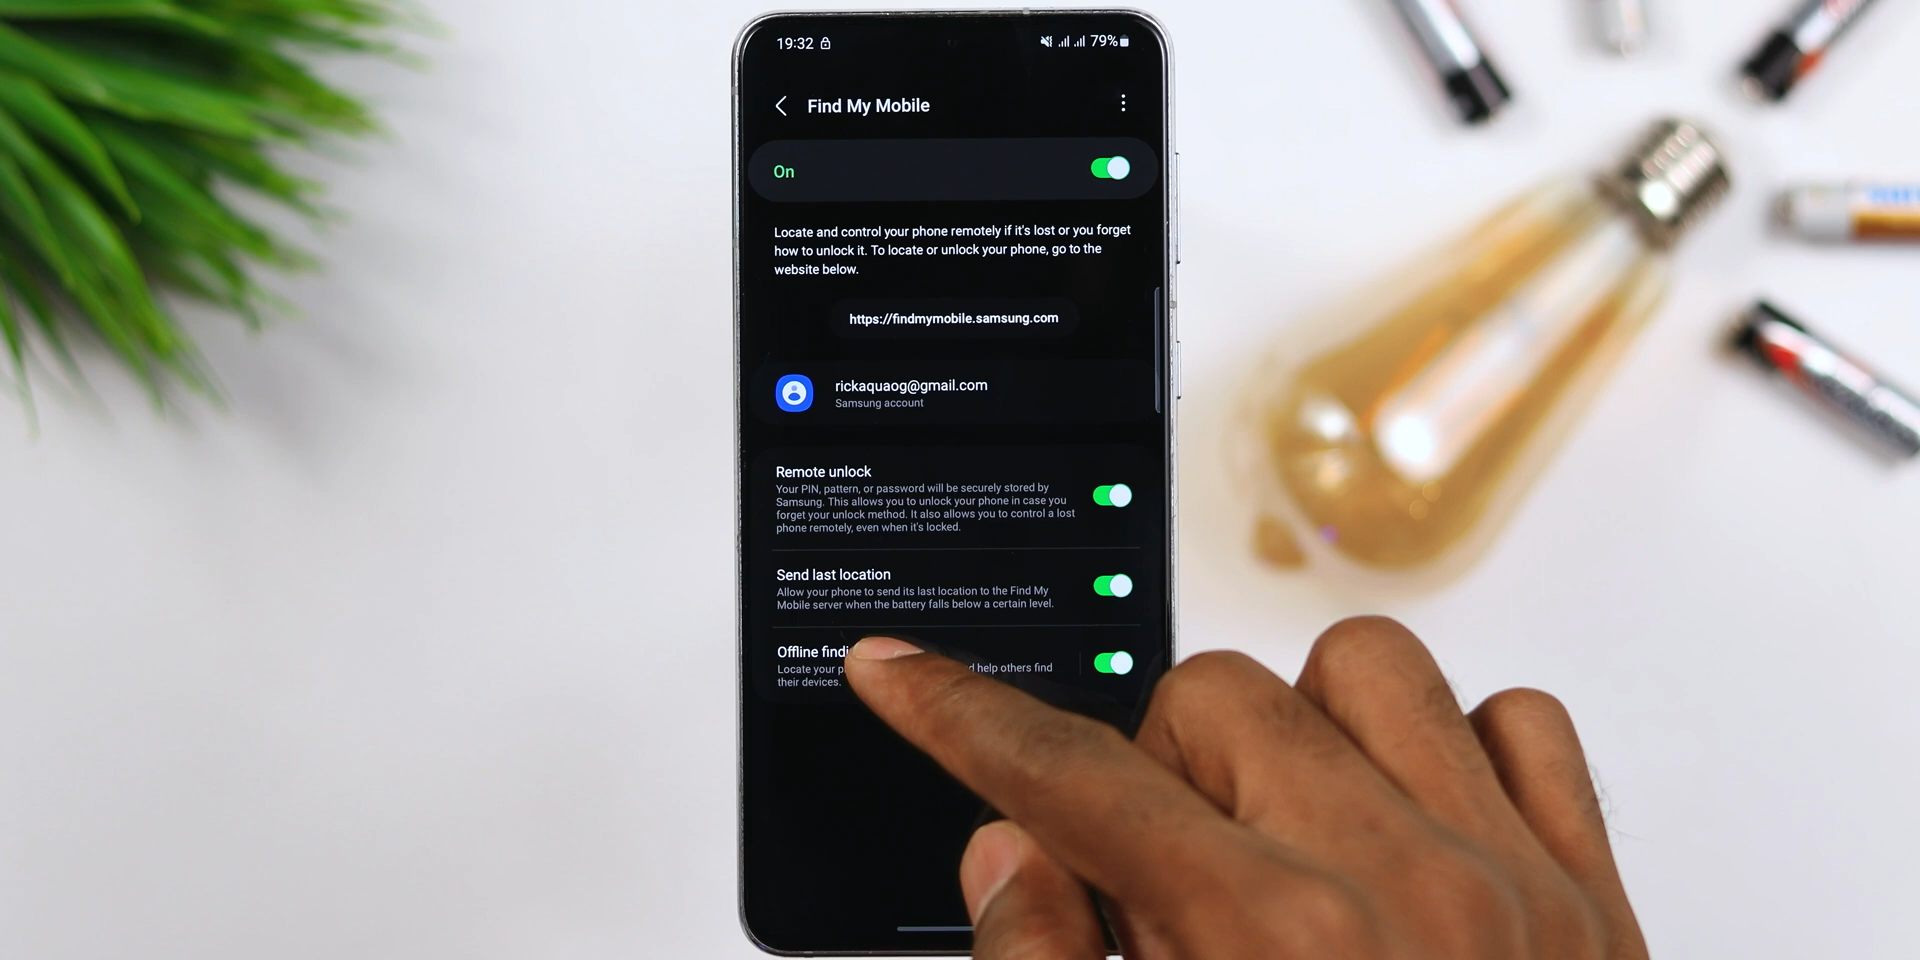 19:32 79%
Find My Mobile
On
Locate and control your phone remotely if it's lost or you forget
how to unlock it. To locate or unlock your phone, go to the
website below.
https://findmymobile.samsung.com
rickaquaog@gmail.com
Samsung account
Remote unlock
Your PIN, pattern, or password will be securely stored by
Samsung. This allows you to unlock your phone in case you
forget your unlock method. It also allows you to control a lost
phone remotely, even when it's locked.
Send last location
Allow your phone to send its last location to the Find My
Mobile server when the battery falls below a certain level.
Offline
Locate your help others find
their devices.